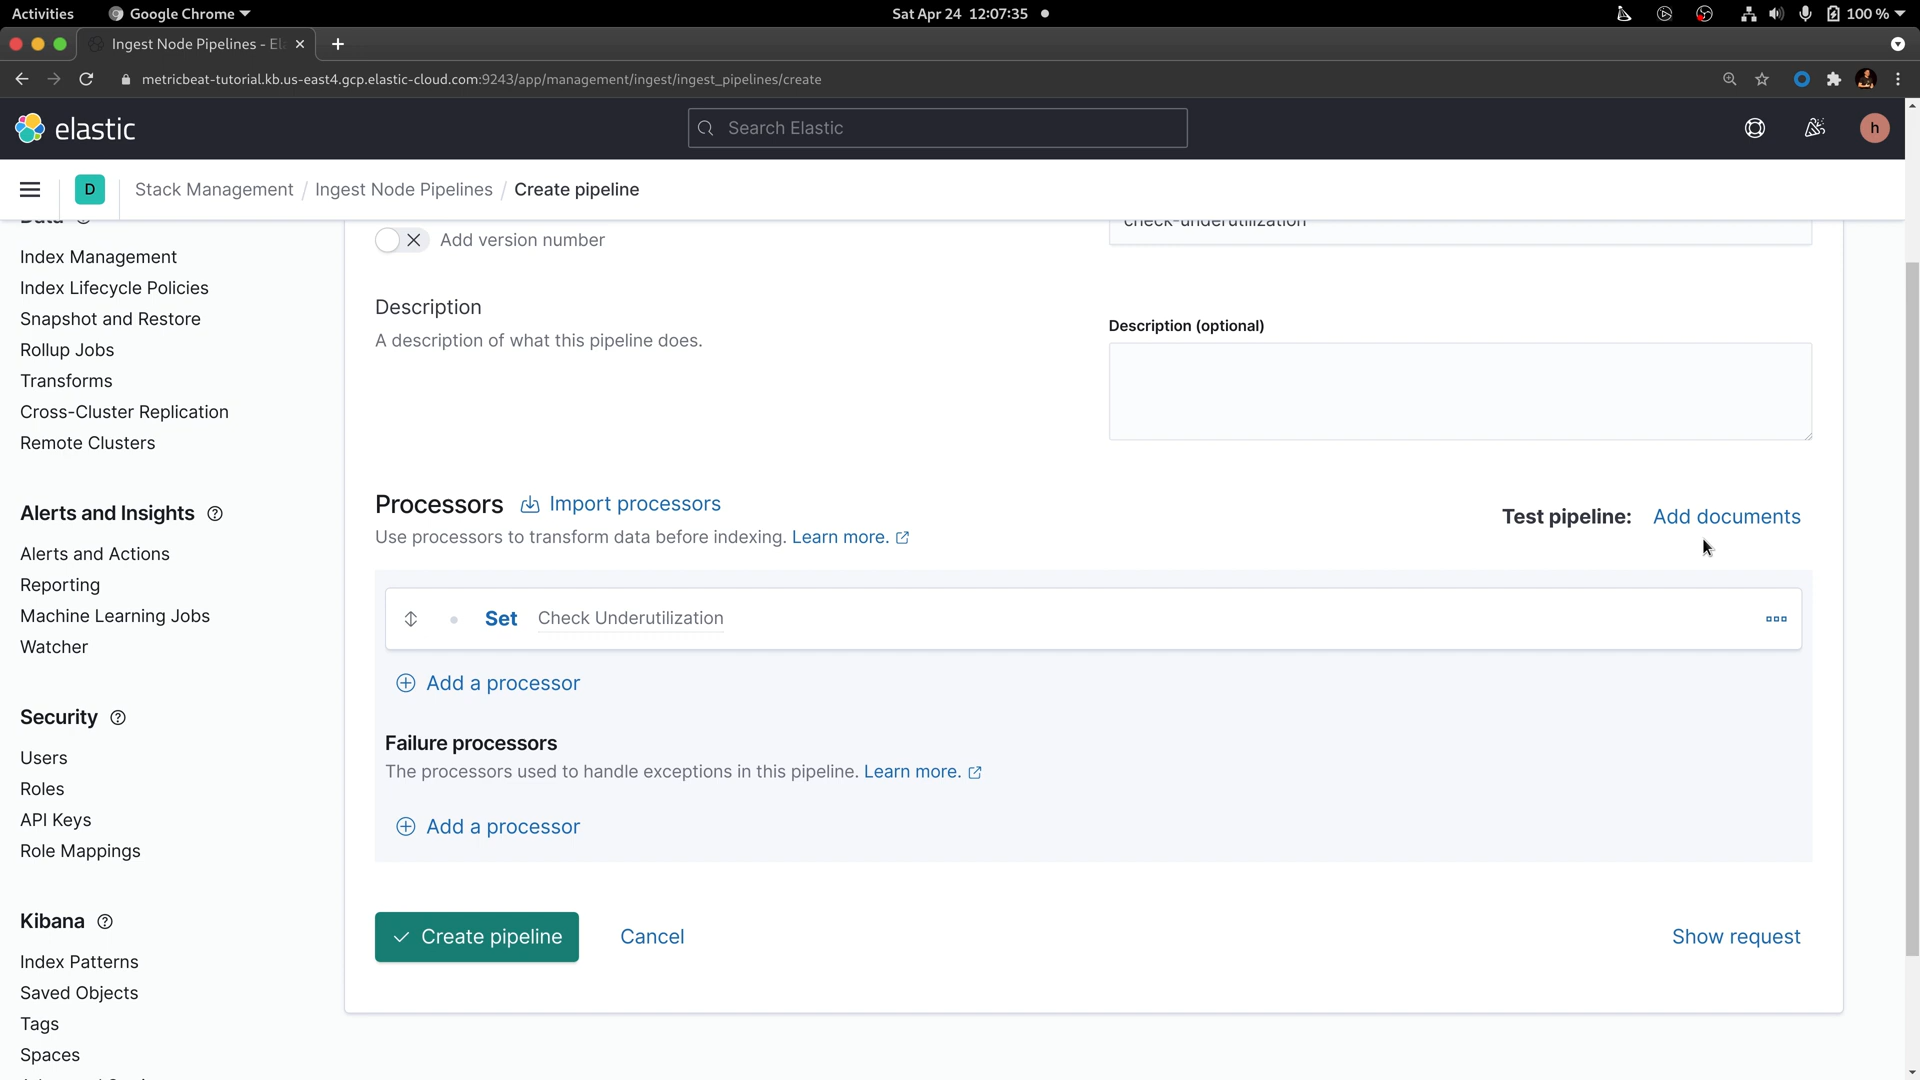 Activities
Google Chrome
Sat Apr 24 12:07:35
100 %
Ingest Node Pipelines - El
metricbeat-tutorial.kb.us-east4.gcp.elastic-cloud.com:9243/app/management/ingest/ingest_pipelines/create
elastic
Search Elastic
h
D
Stack Management / Ingest Node Pipelines / Create pipeline
Data
Index Management
Index Lifecycle Policies
Snapshot and Restore
Rollup Jobs
Transforms
Cross-Cluster Replication
Remote Clusters
Alerts and Insights
Alerts and Actions
Reporting
Machine Learning Jobs
Watcher
Security
Users
Roles
API Keys
Role Mappings
Kibana
Index Patterns
Saved Objects
Tags
Spaces
Add version number
check-underutilization
Description
A description of what this pipeline does.
Description (optional)
Processors
Import processors
Use processors to transform data before indexing. Learn more.
Test pipeline: Add documents
Set Check Underutilization
Add a processor
Failure processors
The processors used to handle exceptions in this pipeline. Learn more.
Add a processor
Create pipeline
Cancel
Show request